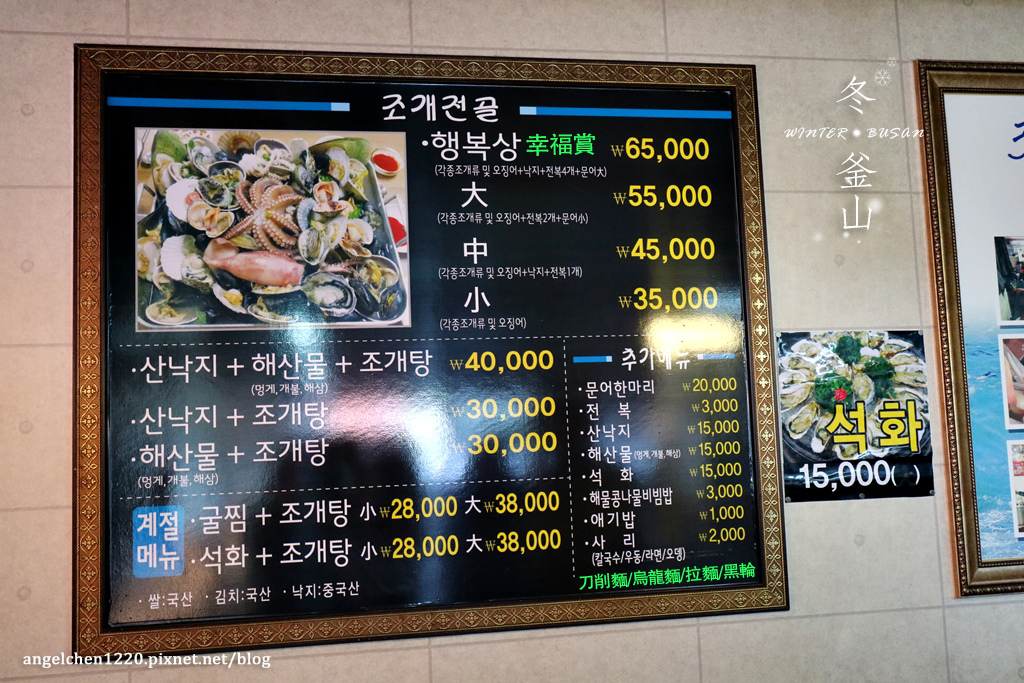 조개전골
·행복상 幸福賞 ₩65,000
(각종조개류 및 오징어+낙지+전복4개+문어大)
大 ₩55,000
(각종조개류 및 오징어+전복2개+문어小)
中 ₩45,000
(각종조개류 및 오징어+낙지+전복1개)
小 ₩35,000
(각종조개류 및 오징어)
·산낙지 + 해산물 + 조개탕 ₩40,000
(멍게,개불,해삼)
·산낙지 + 조개탕 ₩30,000
·해산물 + 조개탕 ₩30,000
(멍게,개불,해삼)
계절
메뉴
·굴찜 + 조개탕 小 ₩28,000 大 ₩38,000
·석화 + 조개탕 小 ₩28,000 大 ₩38,000
·쌀:국산 ·김치:국산 ·낙지:중국산
추가메뉴
·문어한마리 ₩20,000
·전 복 ₩3,000
·산낙지 ₩15,000
·해산물(멍게,개불,해삼) ₩15,000
·석 화 ₩15,000
·해물콩나물비빔밥 ₩3,000
·애기밥 ₩1,000
·사 리 ₩2,000
(칼국수/우동/라면/오뎅)
刀削麵/烏龍麵/拉麵/黑輪
冬
WINTER BUSAN
釜
山
석화
15,000( )
angelchen1220.pixnet.net/blog